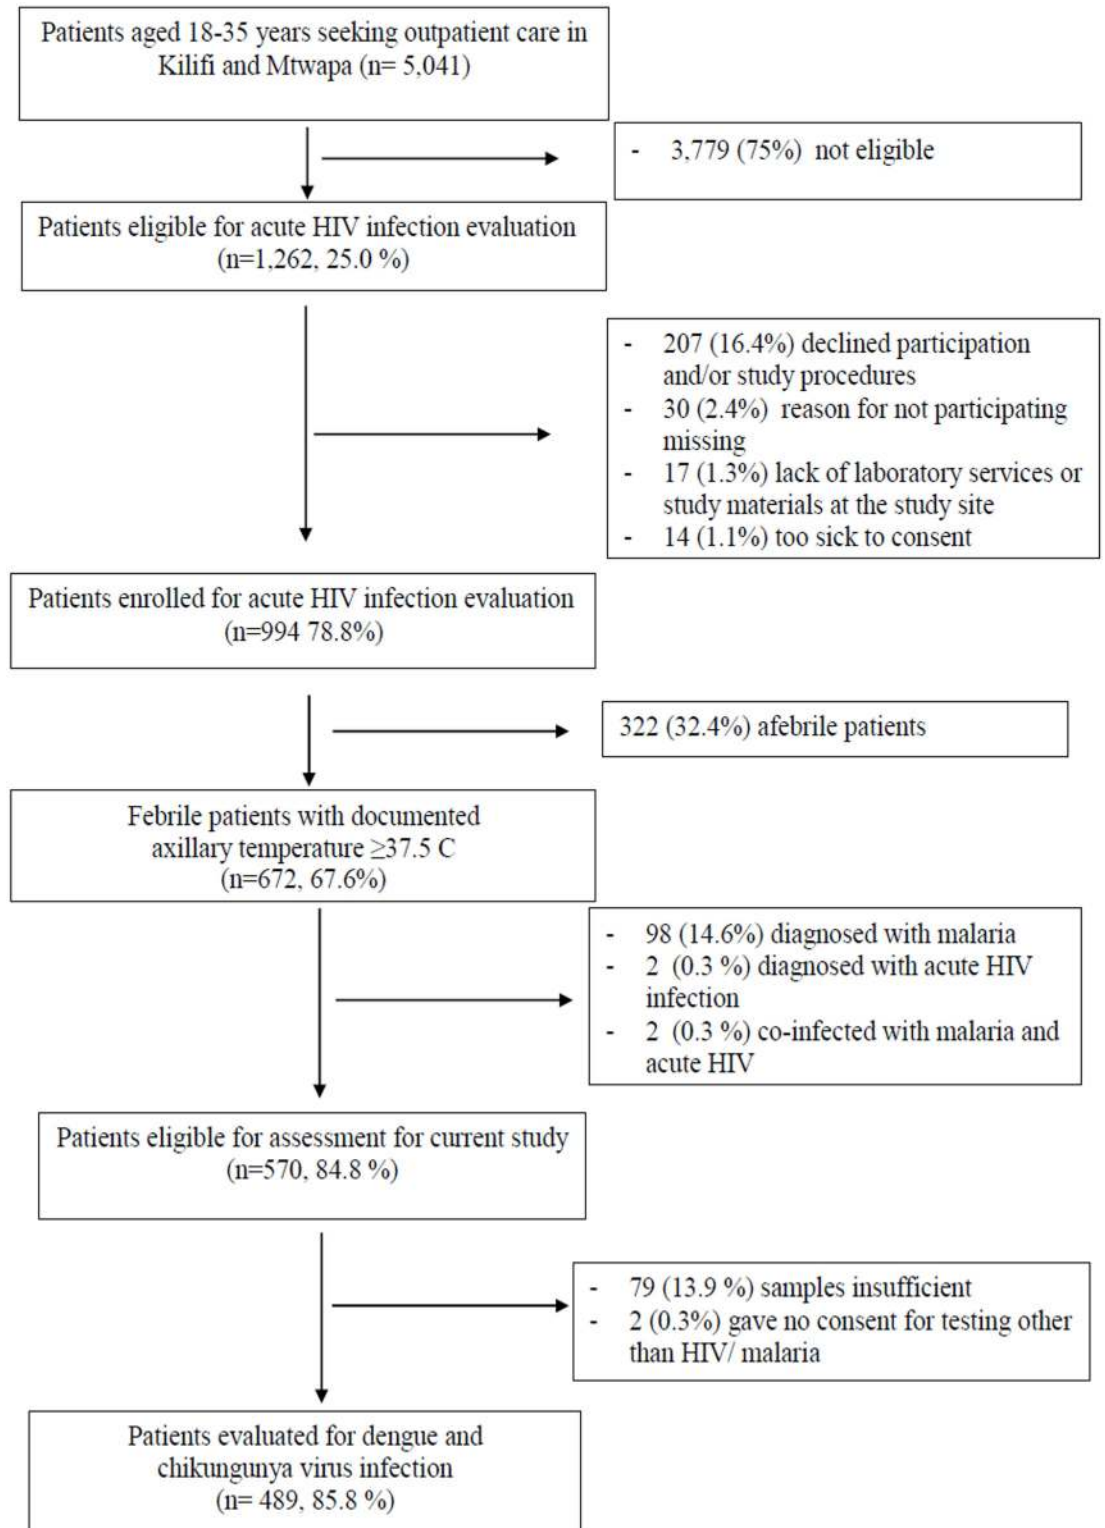 Patients aged 18-35 years seeking outpatient care in
Kilifi and Mtwapa (n= 5,041)
- 3,779 (75%) not eligible
Patients eligible for acute HIV infection evaluation
(n=1,262, 25.0 %)
- 207 (16.4%) declined participation
and/or study procedures
- 30 (2.4%) reason for not participating
missing
- 17 (1.3%) lack of laboratory services or
study materials at the study site
- 14 (1.1%) too sick to consent
Patients enrolled for acute HIV infection evaluation
(n=994 78.8%)
322 (32.4%) afebrile patients
Febrile patients with documented
axillary temperature ≥37.5 C
(n=672, 67.6%)
- 98 (14.6%) diagnosed with malaria
- 2 (0.3 %) diagnosed with acute HIV
infection
- 2 (0.3 %) co-infected with malaria and
acute HIV
Patients eligible for assessment for current study
(n=570, 84.8 %)
- 79 (13.9 %) samples insufficient
- 2 (0.3%) gave no consent for testing other
than HIV/ malaria
Patients evaluated for dengue and
chikungunya virus infection
(n= 489, 85.8 %)